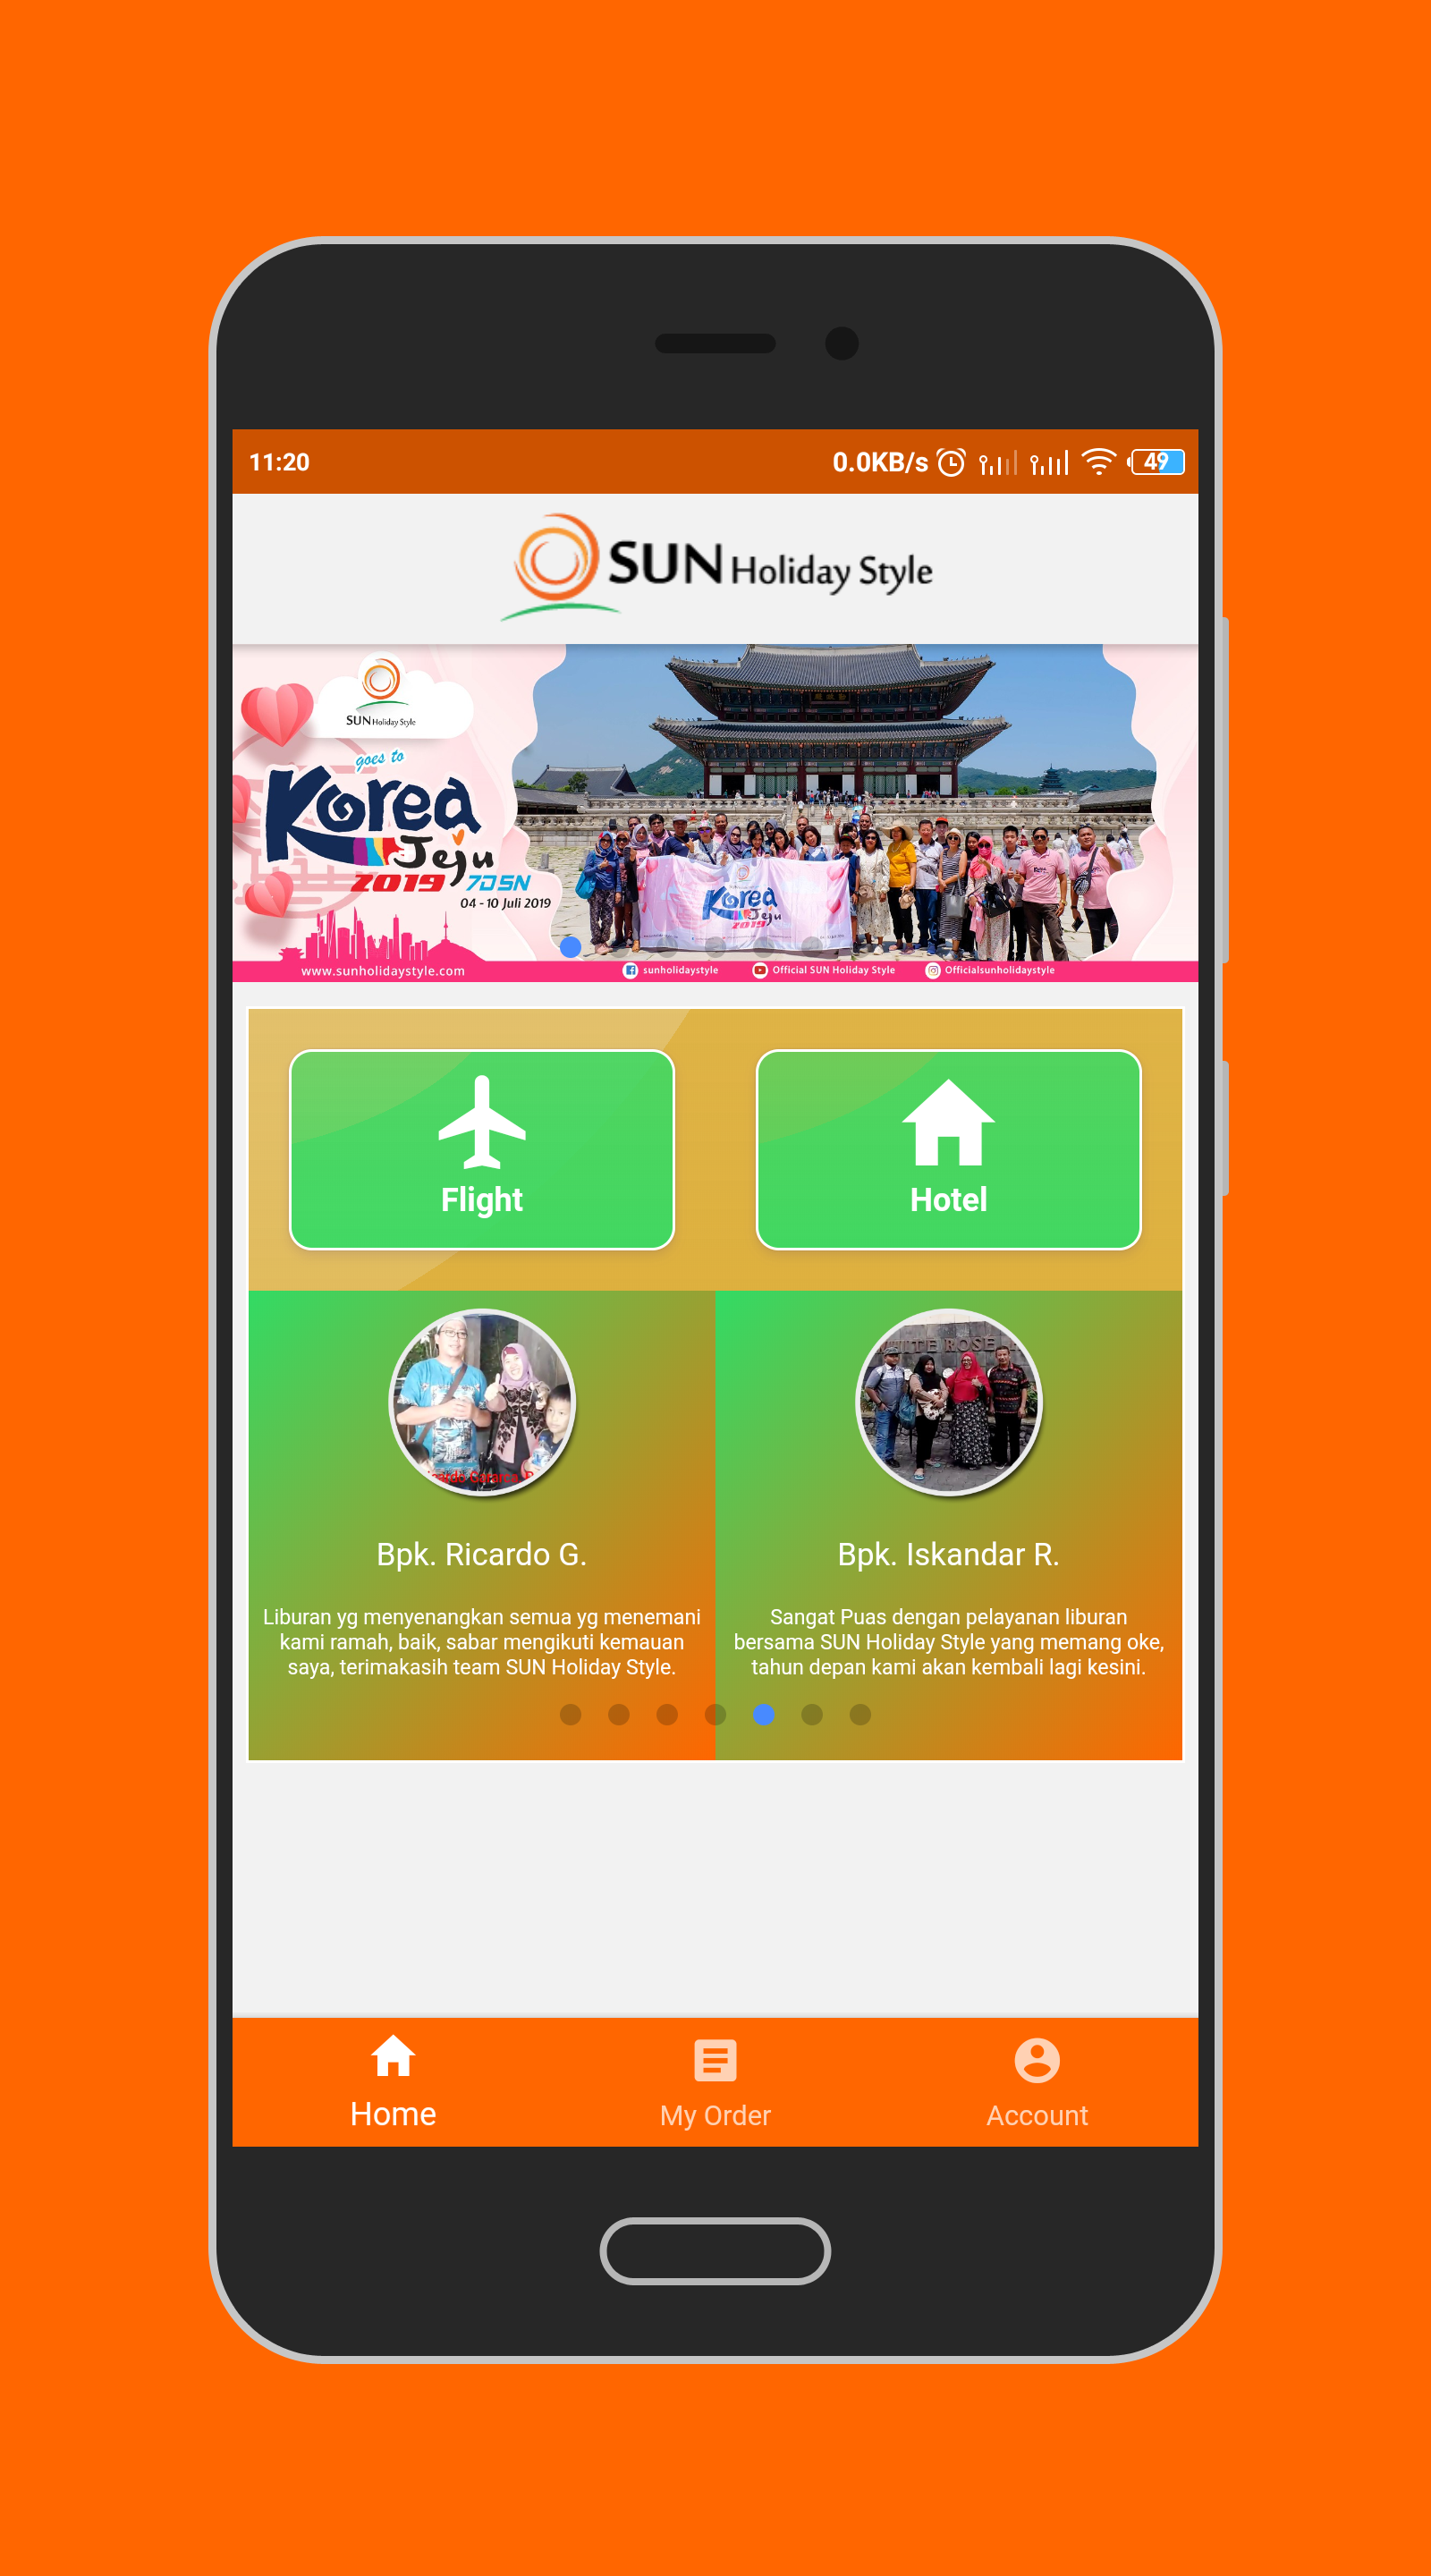 11:20
0.0KB/s
49
SUN Holiday Style
SUN Holiday Style
goes to
Korea
Jeju
2019 7D5N
04 - 10 Juli 2019
Korea
Jeju
2019
www.sunholidaystyle.com
sunholidaystyle
Official SUN Holiday Style
Officialsunholidaystyle
Flight
Hotel
WHITE ROSE
Bpk. Ricardo G.
Liburan yg menyenangkan semua yg menemani
kami ramah, baik, sabar mengikuti kemauan
saya, terimakasih team SUN Holiday Style.
Bpk. Iskandar R.
Sangat Puas dengan pelayanan liburan
bersama SUN Holiday Style yang memang oke,
tahun depan kami akan kembali lagi kesini.
Home
My Order
Account